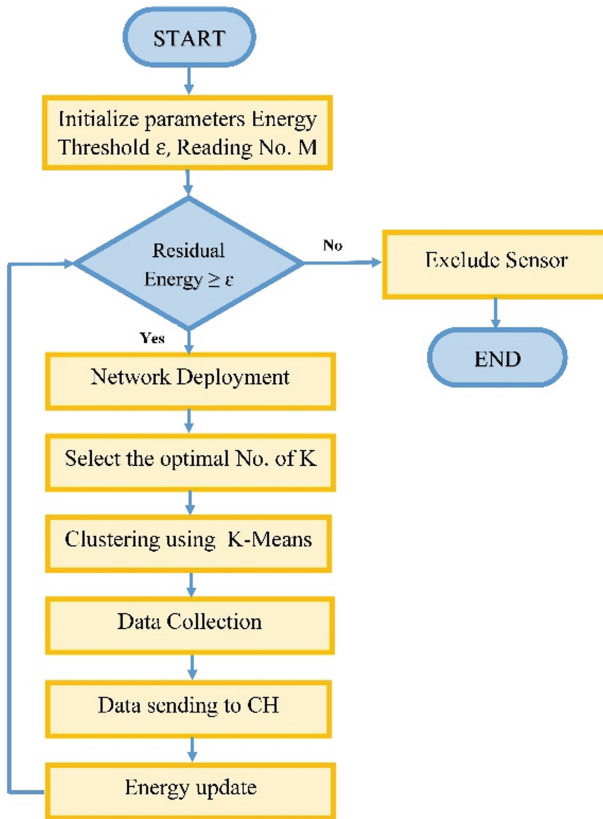 START
Initialize parameters Energy
Threshold ε, Reading No. M
Residual
Energy ≥ ε
No
Exclude Sensor
END
Yes
Network Deployment
Select the optimal No. of K
Clustering using K-Means
Data Collection
Data sending to CH
Energy update